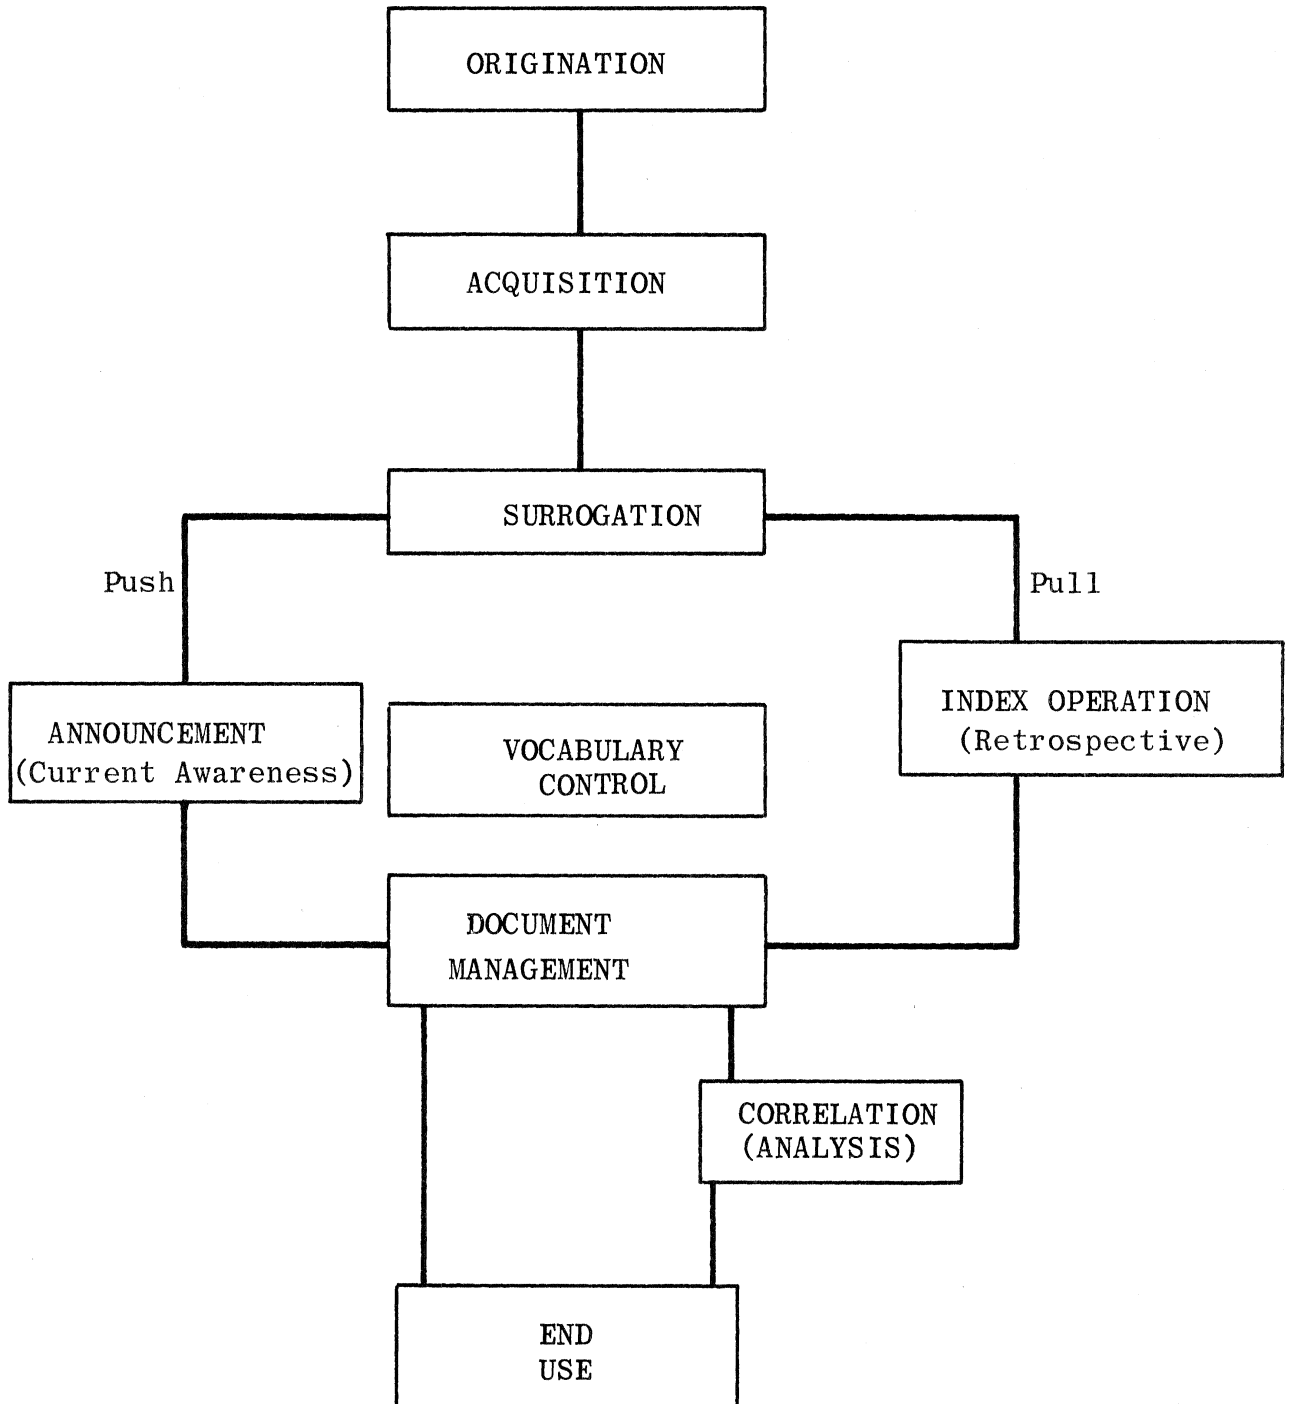 ORIGINATION
ACQUISITION
SURROGATION
Push
Pull
INDEX OPERATION
(Retrospective)
ANNOUNCEMENT
(Current Awareness)
VOCABULARY
CONTROL
DOCUMENT
MANAGEMENT
CORRELATION
(ANALYSIS)
END
USE